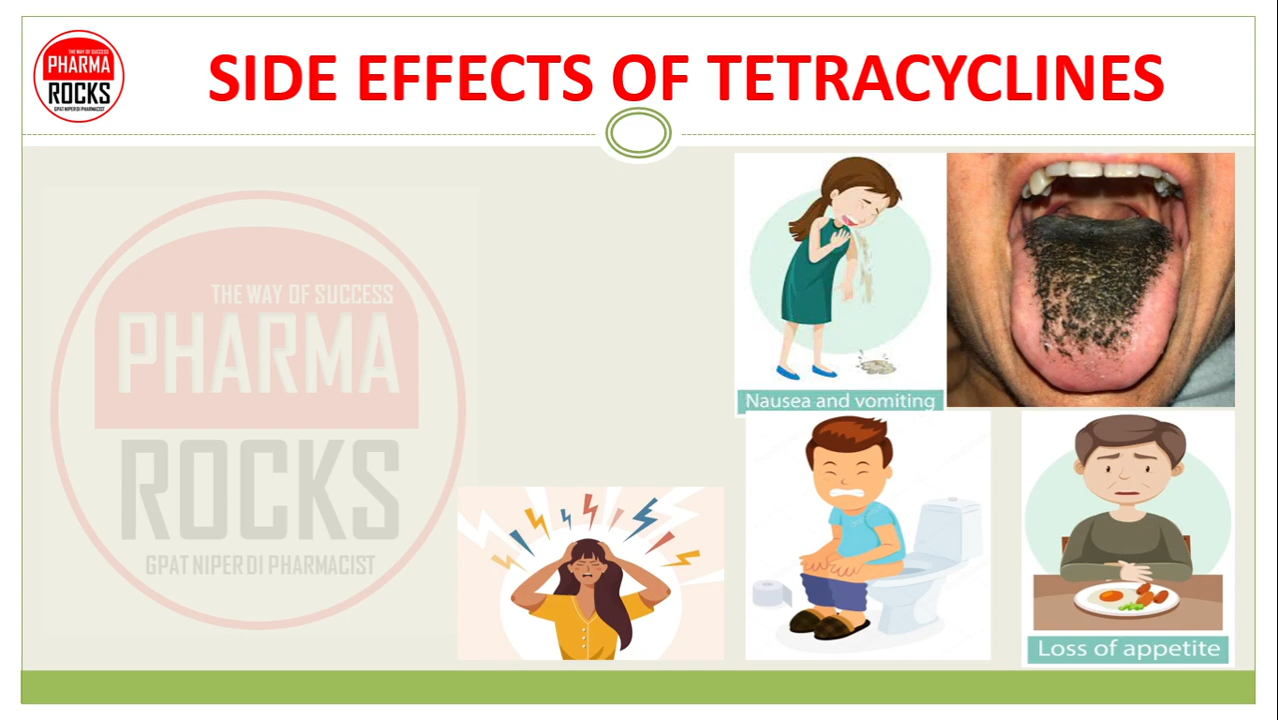 THE WAY OF SUCCESS
PHARMA
ROCKS
GPAT NIPER DI PHARMACIST
SIDE EFFECTS OF TETRACYCLINES
THE WAY OF SUCCESS
PHARMA
ROCKS
GPAT NIPER DI PHARMACIST
Nausea and vomiting
Loss of appetite